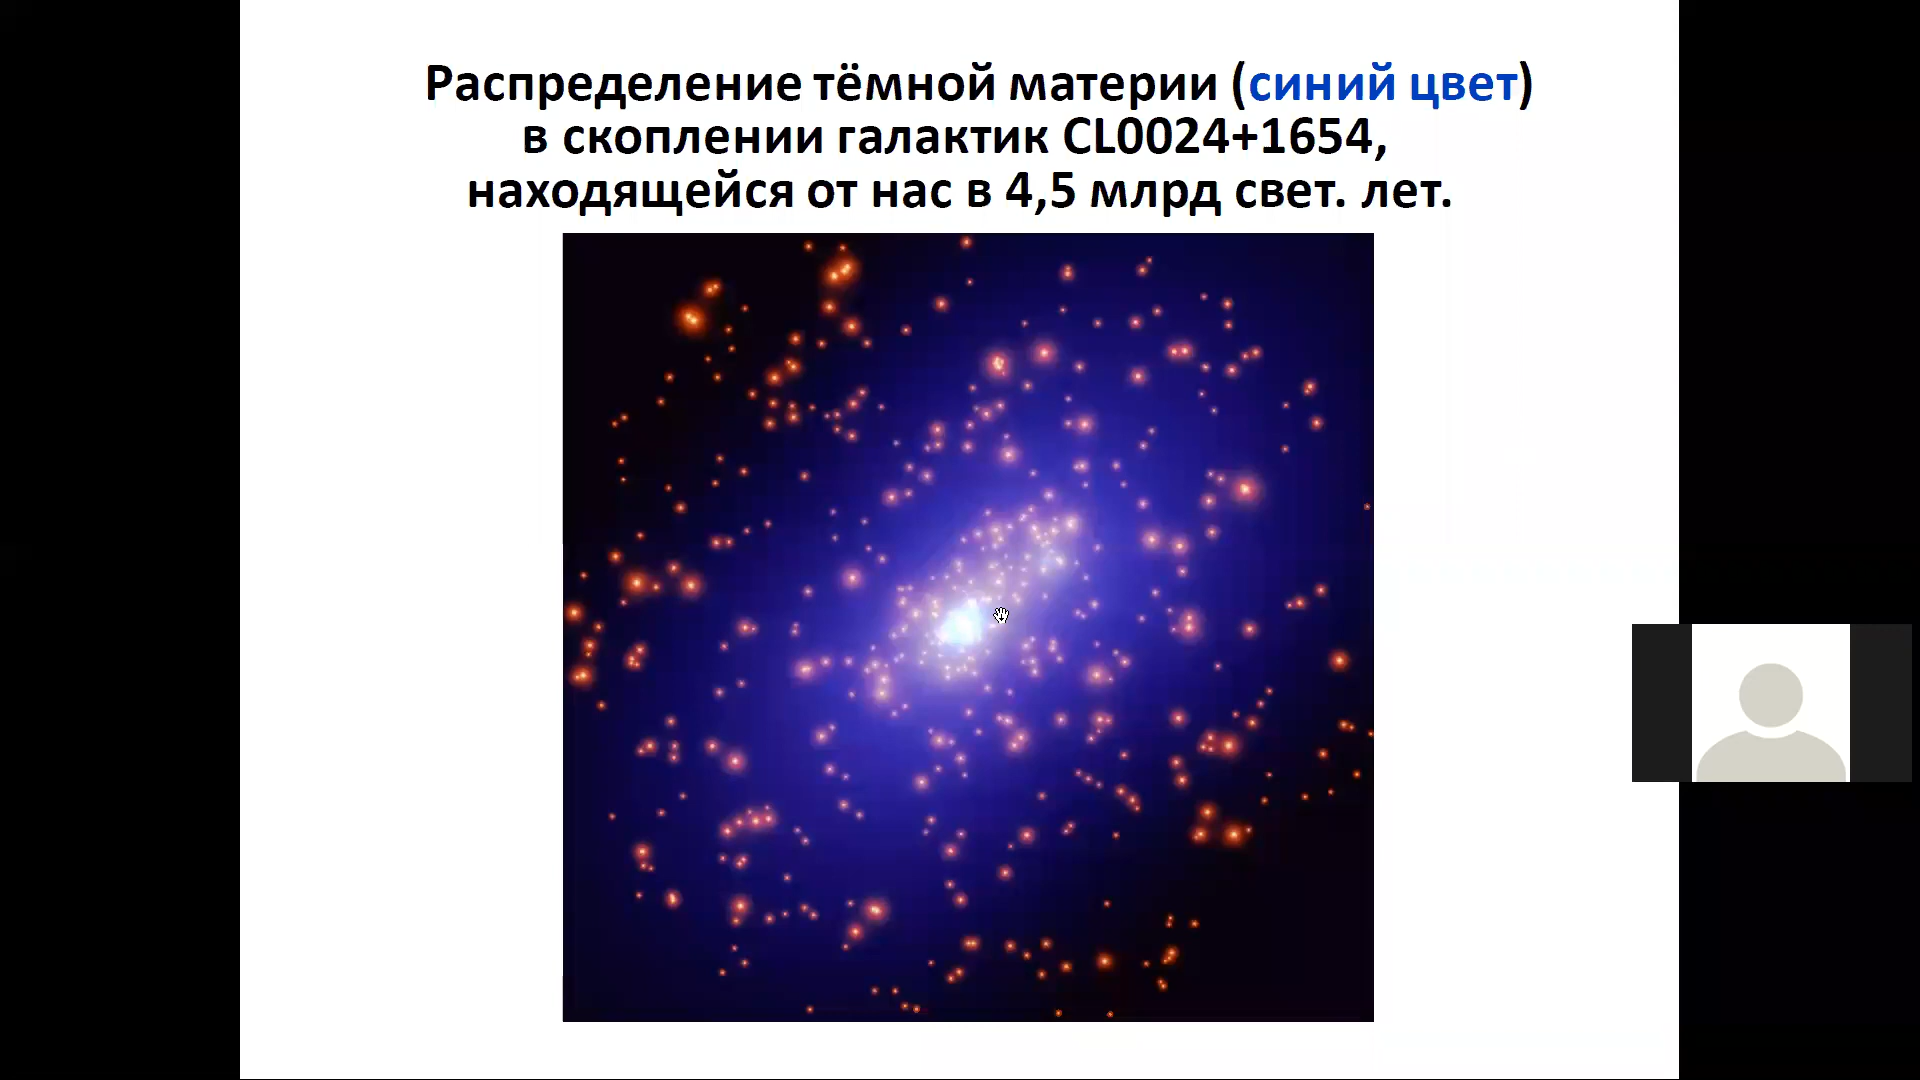 Распределение тёмной материи (синий цвет)
в скоплении галактик CL0024+1654,
находящейся от нас в 4,5 млрд свет. лет.